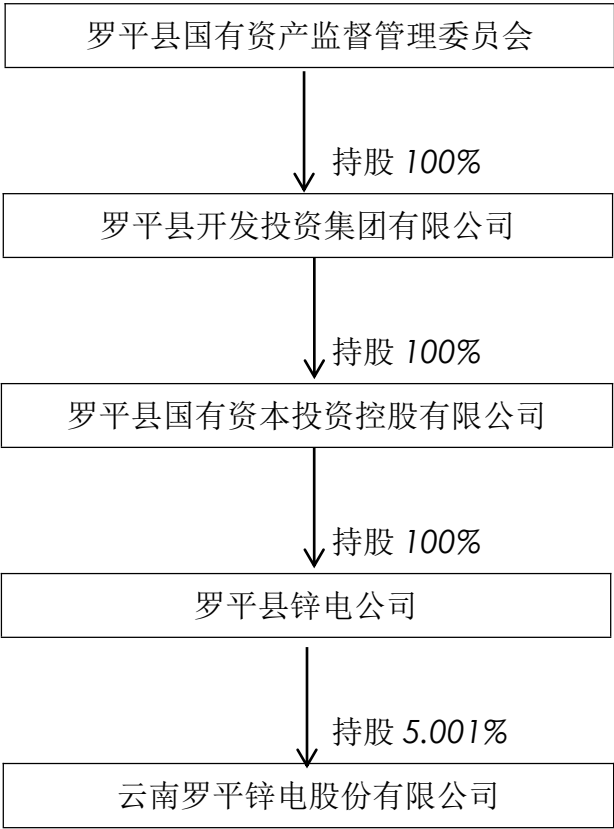 罗平县国有资产监督管理委员会
持股 100%
罗平县开发投资集团有限公司
持股 100%
罗平县国有资本投资控股有限公司
持股 100%
罗平县锌电公司
持股 5.001%
云南罗平锌电股份有限公司